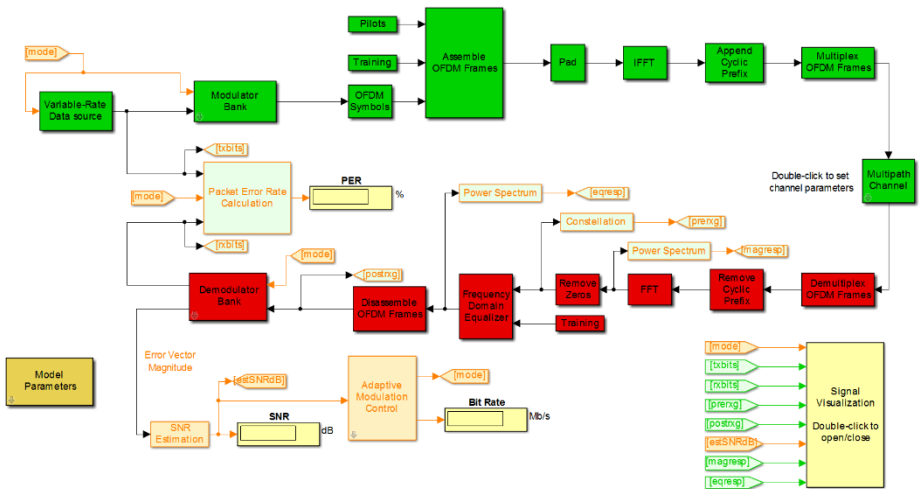 Pilots
[mode]
Assemble
OFDM Frames
Append
Cyclic
Prefix
Multiplex
OFDM Frames
Training
Pad
IFFT
Modulator
Bank
OFDM
Symbols
Variable-Rate
Data source
[txbits]
Double-click to set
channel parameters
Multipath
Channel
PER
%
Packet Error Rate
Calculation
[mode]
Power Spectrum
[eqresp]
Constellation
[prerxg]
[rxbits]
[mode]
Power Spectrum
[magresp]
[postrxg]
Demodulator
Bank
Disassemble
OFDM Frames
Frequency
Domain
Equalizer
Remove
Zeros
FFT
Remove
Cyclic
Prefix
Demultiplex
OFDM Frames
Training
Error Vector
Magnitude
Model
Parameters
[estSNRdB]
Adaptive
Modulation
Control
[mode]
Bit Rate
Mb/s
SNR
dB
SNR
Estimation
[mode]
[txbits]
[rxbits]
[prerxg]
[postrxg]
[estSNRdB]
[magresp]
[eqresp]
Signal
Visualization
Double-click to
open/close